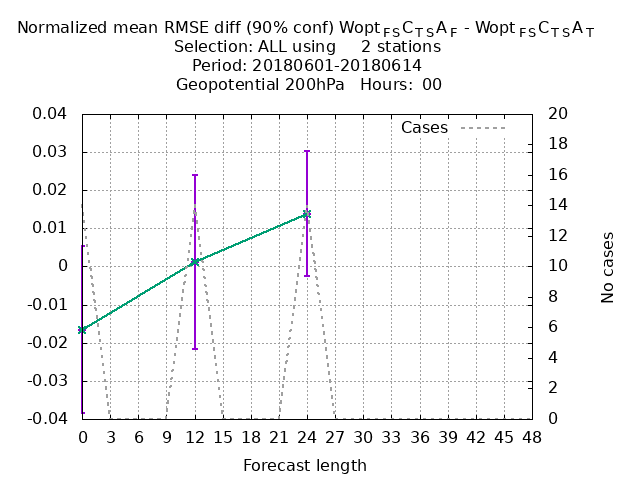 Normalized mean RMSE diff (90% conf) Wopt FS C TS A F - Wopt FS C TS A T
Selection: ALL using     2 stations
Period: 20180601-20180614
Geopotential 200hPa   Hours:  00
Cases
0.04
0.03
0.02
0.01
0
-0.01
-0.02
-0.03
-0.04
20
18
16
14
12
10
8
6
4
2
0
No cases
0 3 6 9 12 15 18 21 24 27 30 33 36 39 42 45 48
Forecast length